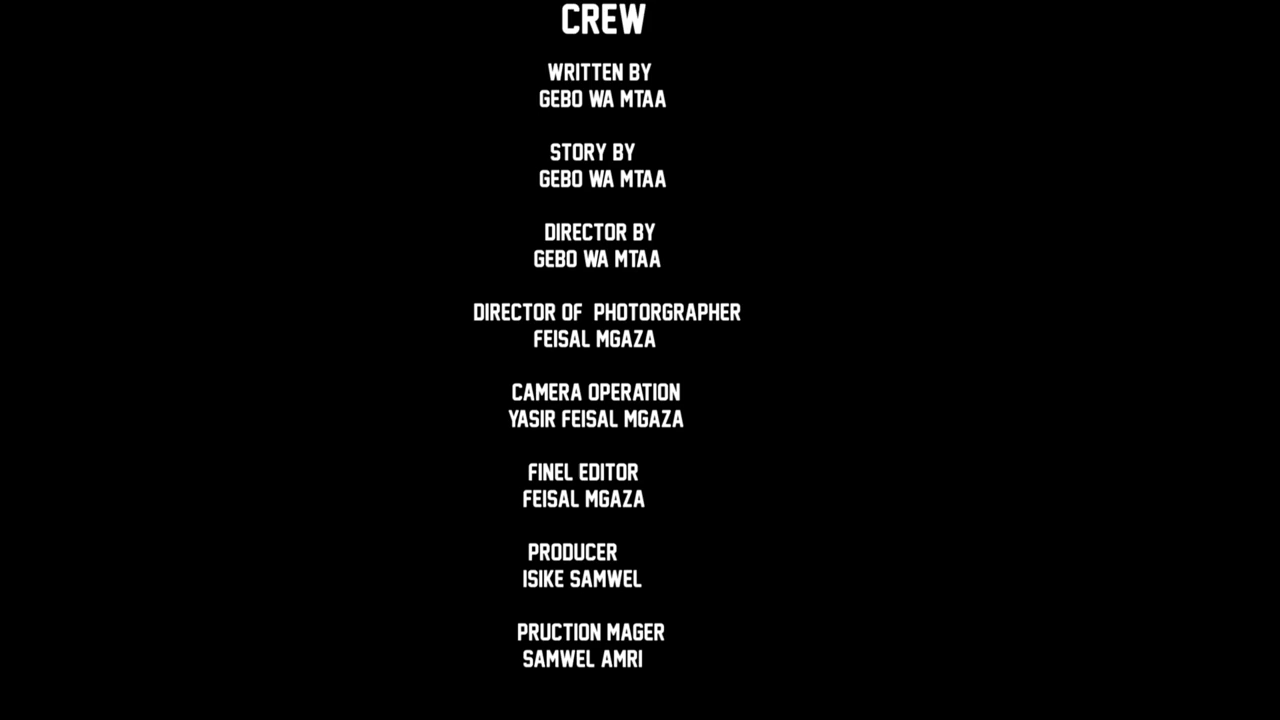 CREW
WRITTEN BY
GEBO WA MTAA
STORY BY
GEBO WA MTAA
DIRECTOR BY
GEBO WA MTAA
DIRECTOR OF PHOTORGRAPHER
FEISAL MGAZA
CAMERA OPERATION
YASIR FEISAL MGAZA
FINEL EDITOR
FEISAL MGAZA
PRODUCER
ISIKE SAMWEL
PRUCTION MAGER
SAMWEL AMRI